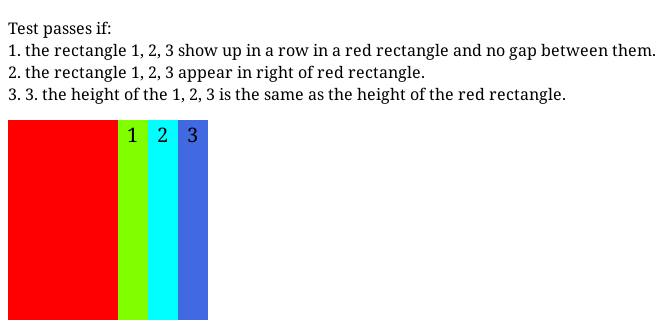 Test passes if:
1. the rectangle 1, 2, 3 show up in a row in a red rectangle and no gap between them.
2. the rectangle 1, 2, 3 appear in right of red rectangle.
3. 3. the height of the 1, 2, 3 is the same as the height of the red rectangle.
1 2 3